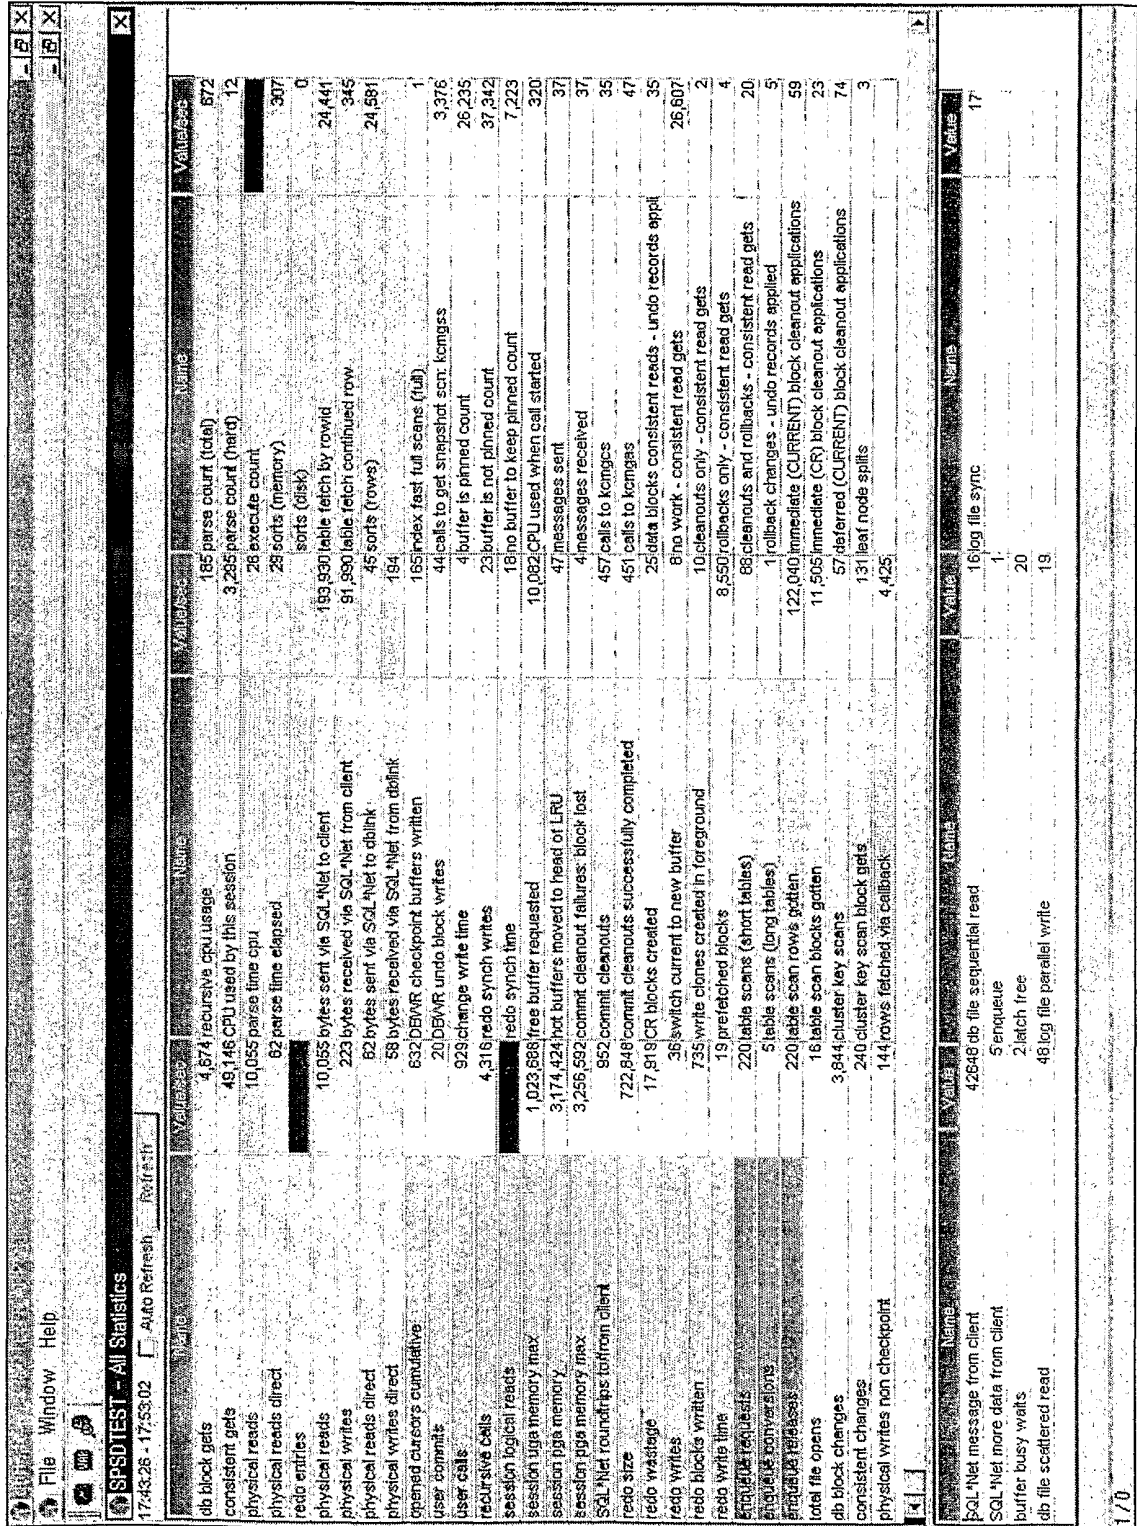 File Window Help
SPSDTEST - All Statistics
17:43:26 - 17:53:02 Auto Refresh Refresh
Name Value/sec Name Value/sec Name Value/sec
db block gets 4,674 recursive cpu usage 185 parse count (total) 672
consistent gets 49,146 CPU used by this session 3,295 parse count (hard) 12
physical reads 10,055 parse time cpu 26 execute count
physical reads direct 62 parse time elapsed 29 sorts (memory) 307
redo entries sorts (disk) 0
physical reads 10,055 bytes sent via SQL*Net to client 193,930 table fetch by rowid 24,441
physical writes 223 bytes received via SQL*Net from client 91,990 table fetch continued row 345
physical reads direct 62 bytes sent via SQL*Net to dblink 45 sorts (rows) 24,581
physical writes direct 58 bytes received via SQL*Net from dblink 194
opened cursors cumulative 632 DBWR checkpoint buffers written 165 index fast full scans (full) 1
user commits 20 DBWR undo block writes 44 calls to get snapshot scn: kcmgss 3,376
user calls 929 change write time 4 buffer is pinned count 26,235
recursive calls 4,316 redo synch writes 23 buffer is not pinned count 37,342
session logical reads redo synch time 18 no buffer to keep pinned count 7,223
session uga memory max 1,023,688 free buffer requested 10,082 CPU used when call started 320
session pga memory 3,174,424 hot buffers moved to head of LRU 47 messages sent 37
session pga memory max 3,256,592 commit cleanout failures: block lost 4 messages received 37
SQL*Net roundtrips to/from client 952 commit cleanouts 457 calls to kcmgcs 35
redo size 722,848 commit cleanouts successfully completed 451 calls to kcmgas 47
redo wastage 17,919 CR blocks created 25 data blocks consistent reads - undo records appli 35
redo writes 36 switch current to new buffer 8 no work - consistent read gets 26,607
redo blocks written 735 write clones created in foreground 10 cleanouts only - consistent read gets 2
redo write time 19 prefetched blocks 8,550 rollbacks only - consistent read gets 4
enqueue requests 220 table scans (short tables) 88 cleanouts and rollbacks - consistent read gets 20
enqueue conversions 5 table scans (long tables) 1 rollback changes - undo records applied 5
enqueue releases 220 table scan rows gotten 122,040 immediate (CURRENT) block cleanout applications 59
total file opens 18 table scan blocks gotten 11,505 immediate (CR) block cleanout applications 23
db block changes 3,844 cluster key scans 57 deferred (CURRENT) block cleanout applications 74
consistent changes 240 cluster key scan block gets 131 leaf node splits 3
physical writes non checkpoint 144 rows fetched via callback 4,425
Name Value Name Value Name Value
SQL*Net message from client 42648 db file sequential read 16 log file sync 17
SQL*Net more data from client 5 enqueue 1
buffer busy waits 2 latch free 20
db file scattered read 48 log file parallel write 19
1 / 0